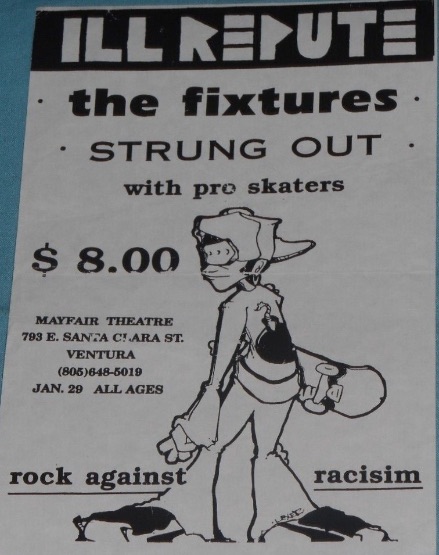 ILL REPUTE
· the fixtures ·
· STRUNG OUT ·
with pro skaters
$ 8.00
MAYFAIR THEATRE
793 E. SANTA CLARA ST.
VENTURA
(805)648-5019
JAN. 29 ALL AGES
rock against racisim